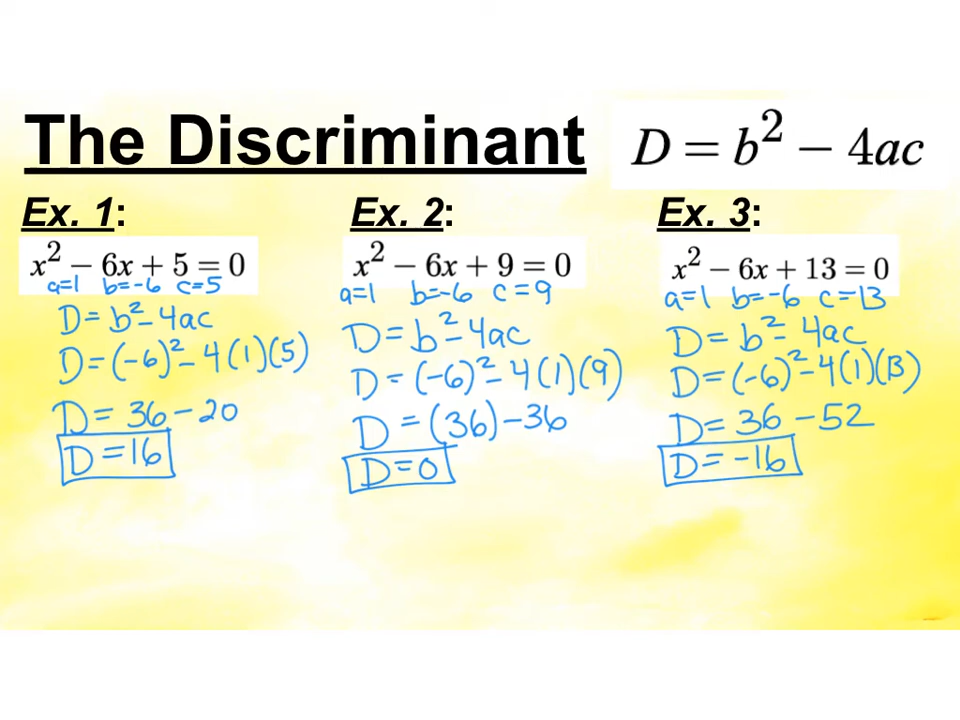 The Discriminant D = b² − 4ac
Ex. 1:
x² − 6x + 5 = 0
a=1 b=-6 c=5
D= b²-4ac
D=(-6)²-4(1)(5)
D= 36-20
D=16
Ex. 2:
x² − 6x + 9 = 0
a=1 b=-6 c=9
D=b²-4ac
D=(-6)²-4(1)(9)
D=(36)-36
D=0
Ex. 3:
x² − 6x + 13 = 0
a=1 b=-6 c=13
D= b²- 4ac
D=(-6)²-4(1)(13)
D= 36-52
D= -16